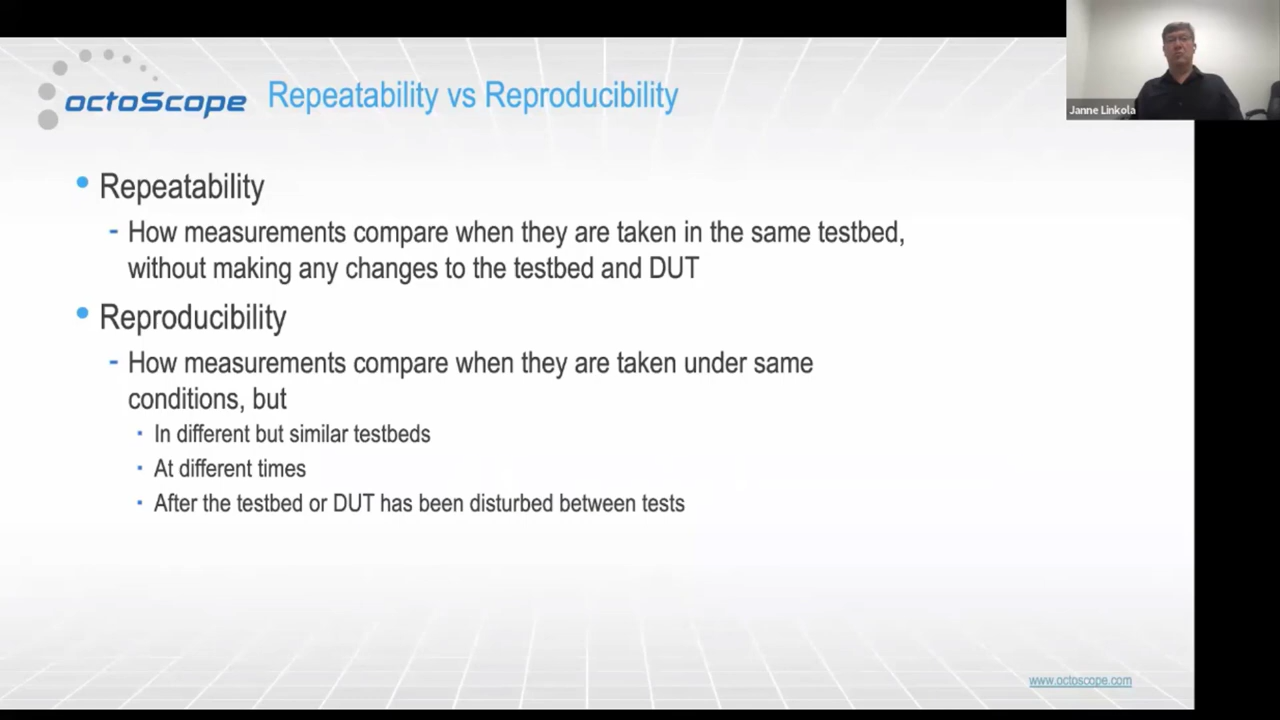 octoScope
Repeatability vs Reproducibility
Janne Linkola
• Repeatability
- How measurements compare when they are taken in the same testbed,
without making any changes to the testbed and DUT
• Reproducibility
- How measurements compare when they are taken under same
conditions, but
▪ In different but similar testbeds
▪ At different times
▪ After the testbed or DUT has been disturbed between tests
www.octoscope.com